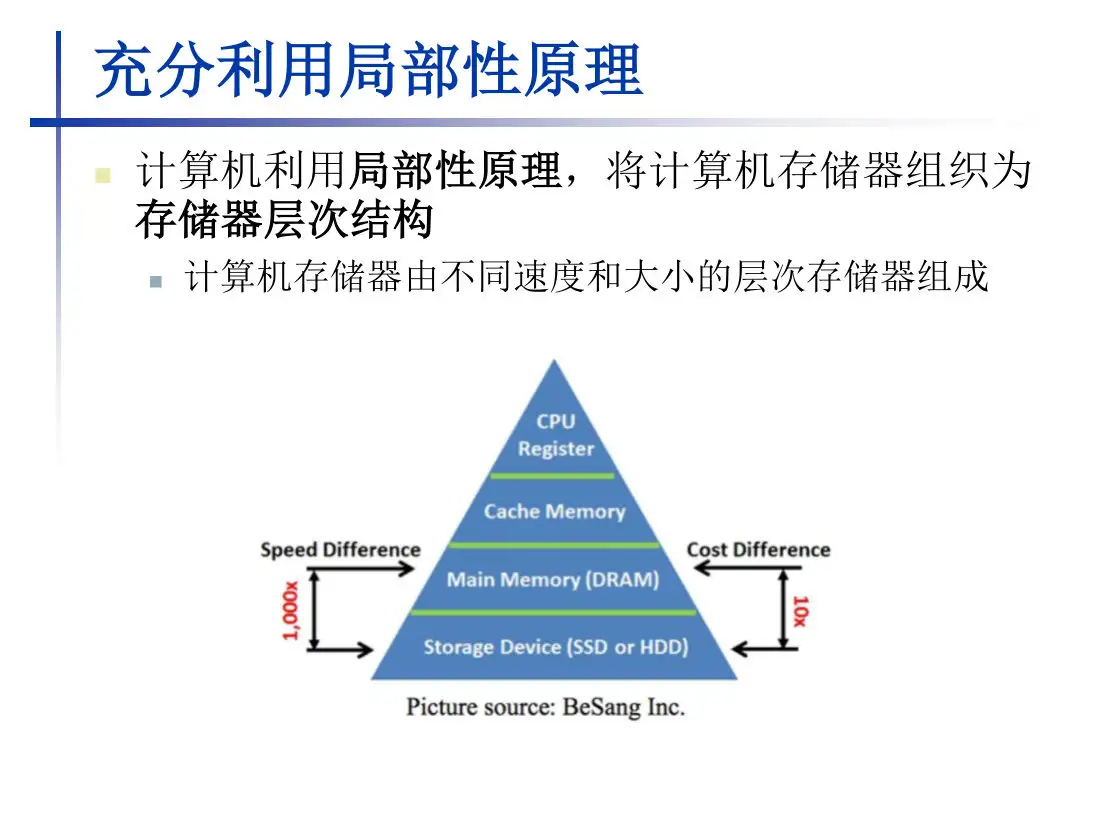 充分利用局部性原理
计算机利用局部性原理，将计算机存储器组织为
存储器层次结构
计算机存储器由不同速度和大小的层次存储器组成
CPU
Register
Cache Memory
Speed Difference
Cost Difference
Main Memory (DRAM)
1,000x
10x
Storage Device (SSD or HDD)
Picture source: BeSang Inc.